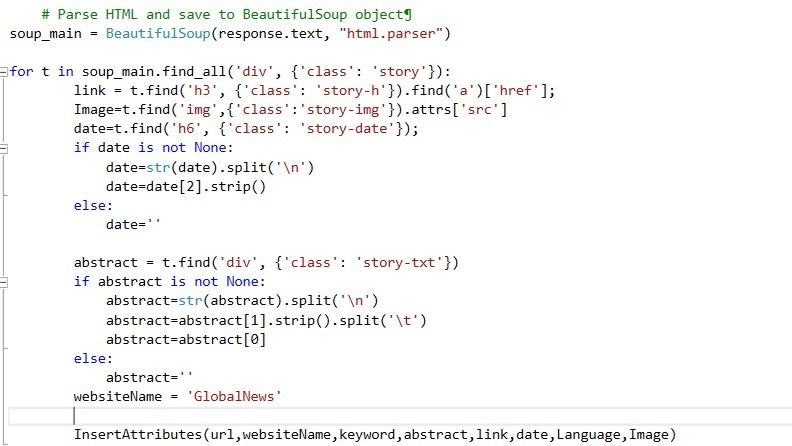 # Parse HTML and save to BeautifulSoup object¶
soup_main = BeautifulSoup(response.text, "html.parser")
for t in soup_main.find_all('div', {'class': 'story'}):
link = t.find('h3', {'class': 'story-h'}).find('a')['href'];
Image=t.find('img',{'class':'story-img'}).attrs['src']
date=t.find('h6', {'class': 'story-date'});
if date is not None:
date=str(date).split('\n')
date=date[2].strip()
else:
date=''
abstract = t.find('div', {'class': 'story-txt'})
if abstract is not None:
abstract=str(abstract).split('\n')
abstract=abstract[1].strip().split('\t')
abstract=abstract[0]
else:
abstract=''
websiteName = 'GlobalNews'
InsertAttributes(url,websiteName,keyword,abstract,link,date,Language,Image)